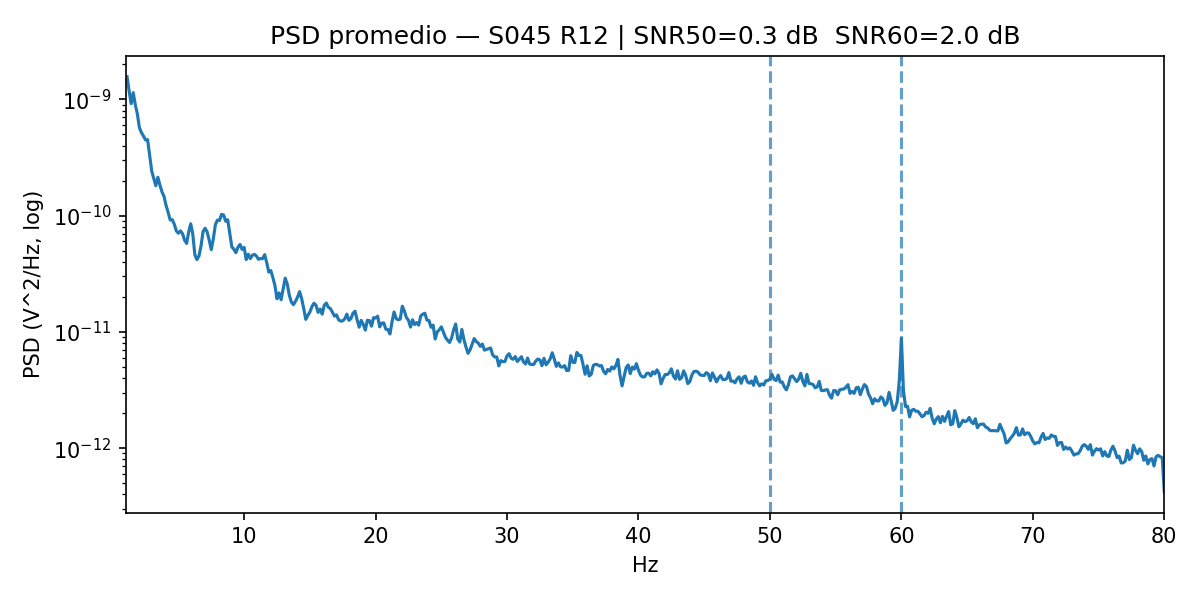 PSD promedio — S045 R12 | SNR50=0.3 dB  SNR60=2.0 dB
PSD (V^2/Hz, log)
10⁻⁹
10⁻¹⁰
10⁻¹¹
10⁻¹²
10 20 30 40 50 60 70 80
Hz